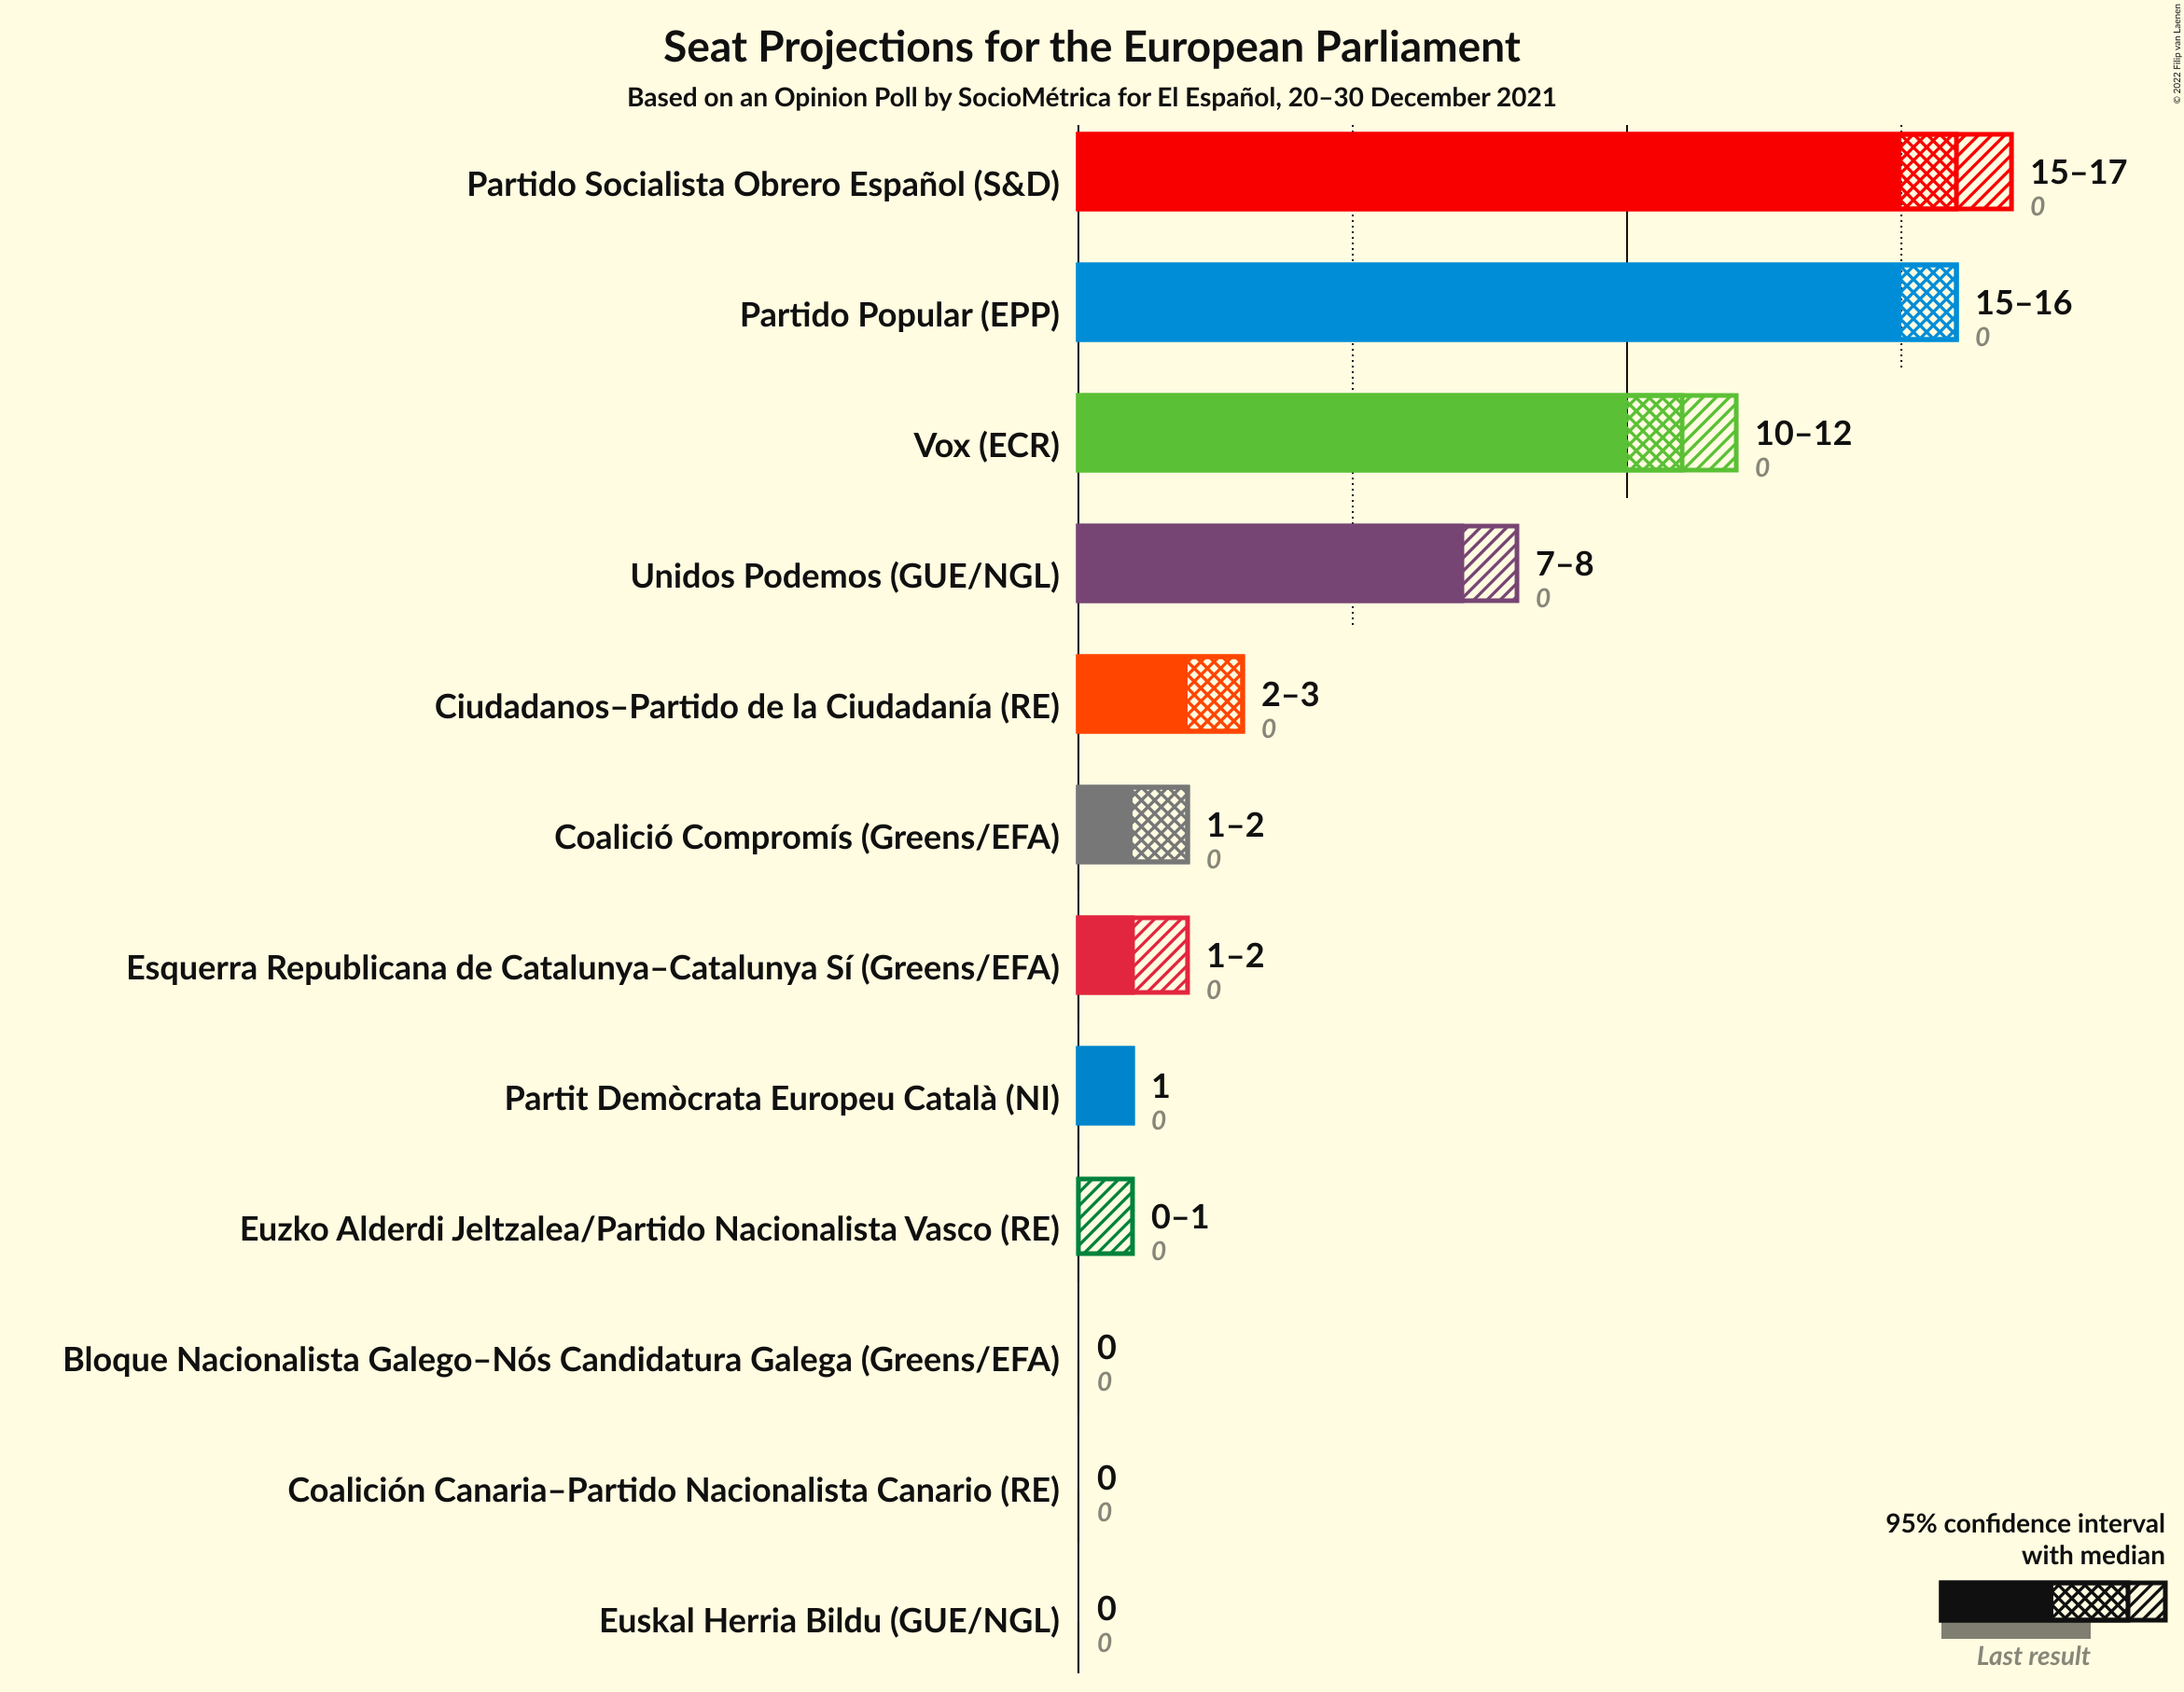 Seat Projections for the European Parliament
Based on an Opinion Poll by SocioMétrica for El Español, 20–30 December 2021
© 2022 Filip van Laenen
Partido Socialista Obrero Español (S&D)
15–17
0
Partido Popular (EPP)
15–16
0
Vox (ECR)
10–12
0
Unidos Podemos (GUE/NGL)
7–8
0
Ciudadanos–Partido de la Ciudadanía (RE)
2–3
0
Coalició Compromís (Greens/EFA)
1–2
0
Esquerra Republicana de Catalunya–Catalunya Sí (Greens/EFA)
1–2
0
Partit Demòcrata Europeu Català (NI)
1
0
Euzko Alderdi Jeltzalea/Partido Nacionalista Vasco (RE)
0–1
0
Bloque Nacionalista Galego–Nós Candidatura Galega (Greens/EFA)
0
0
Coalición Canaria–Partido Nacionalista Canario (RE)
0
0
Euskal Herria Bildu (GUE/NGL)
0
0
95% confidence interval
with median
Last result